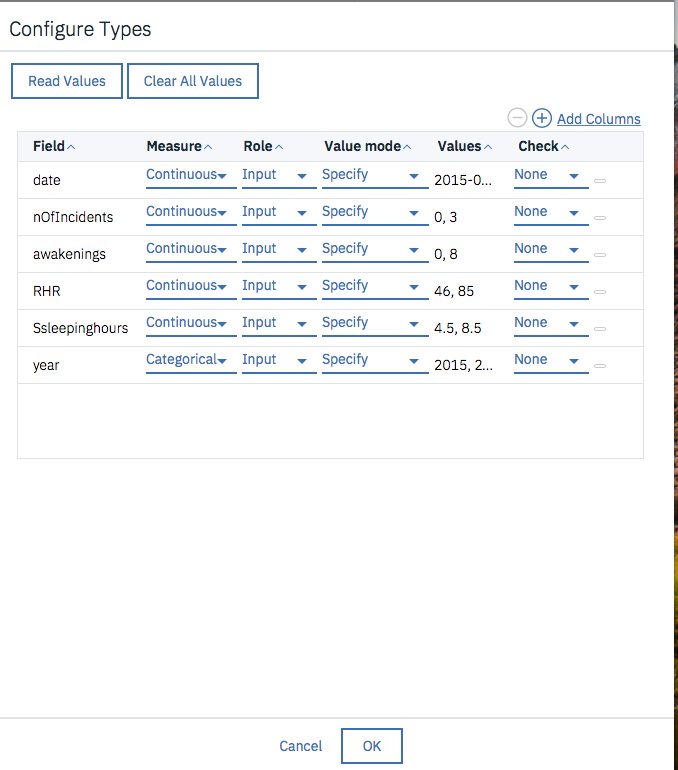 Configure Types
Read Values Clear All Values
Add Columns
Field Measure Role Value mode Values Check
date Continuous Input Specify 2015-0... None
nOfIncidents Continuous Input Specify 0, 3 None
awakenings Continuous Input Specify 0, 8 None
RHR Continuous Input Specify 46, 85 None
Ssleepinghours Continuous Input Specify 4.5, 8.5 None
year Categorical Input Specify 2015, 2... None
Cancel OK